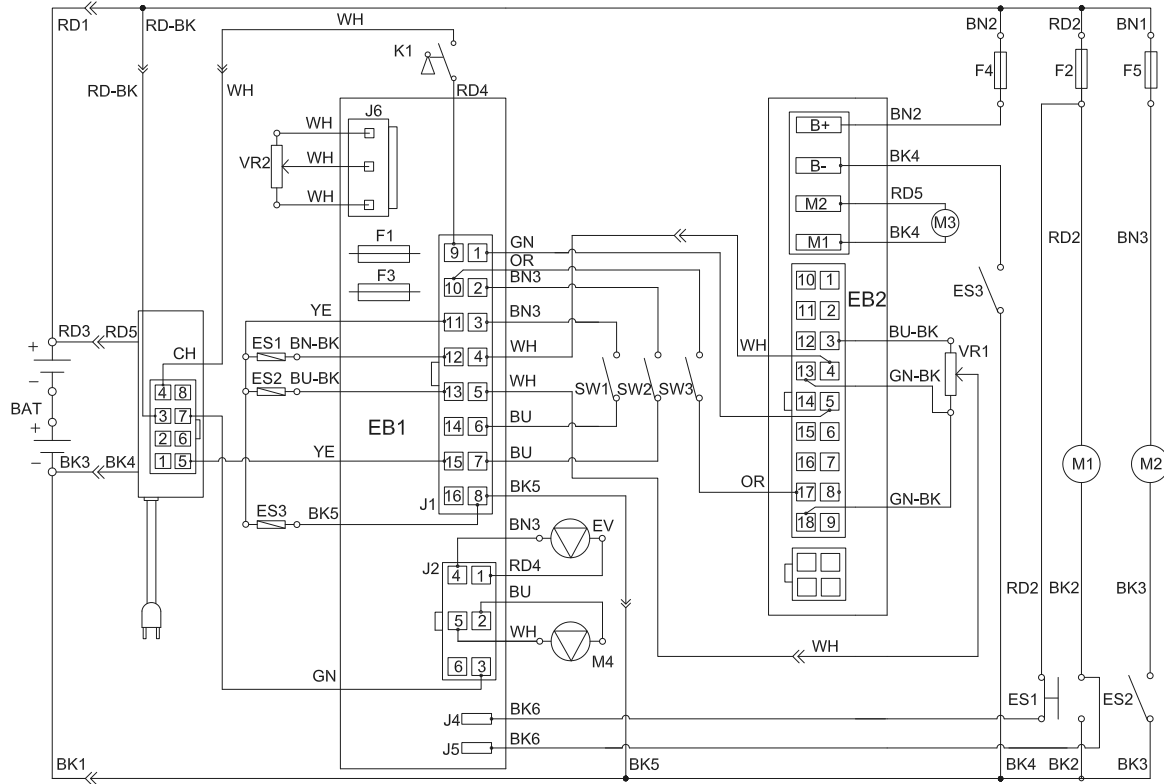 RD1
RD-BK
WH
K1
BN2
RD2
BN1
F4
F2
F5
RD-BK
WH
RD4
J6
WH
VR2
WH
WH
B+
BN2
B-
BK4
M2
RD5
M3
M1
BK4
F1
F3
9 1
GN
OR
10 2
BN3
11 3
BN3
YE
12 4
WH
ES1
BN-BK
13 5
WH
ES2
BU-BK
14 6
BU
EB1
15 7
BU
YE
16 8
BK5
J1
ES3
BK5
SW1
SW2
SW3
10 1
EB2
11 2
12 3
BU-BK
13 4
WH
GN-BK
VR1
14 5
15 6
16 7
17 8
OR
18 9
GN-BK
ES3
RD2
BN3
M1
M2
+
RD3
RD5
-
BAT
+
-
BK3
BK4
CH
4 8
3 7
2 6
1 5
BN3
EV
J2
4 1
RD4
BU
5 2
WH
M4
6 3
GN
WH
RD2
BK2
BK3
J4
BK6
ES1
ES2
J5
BK6
BK1
BK5
BK4
BK2
BK3